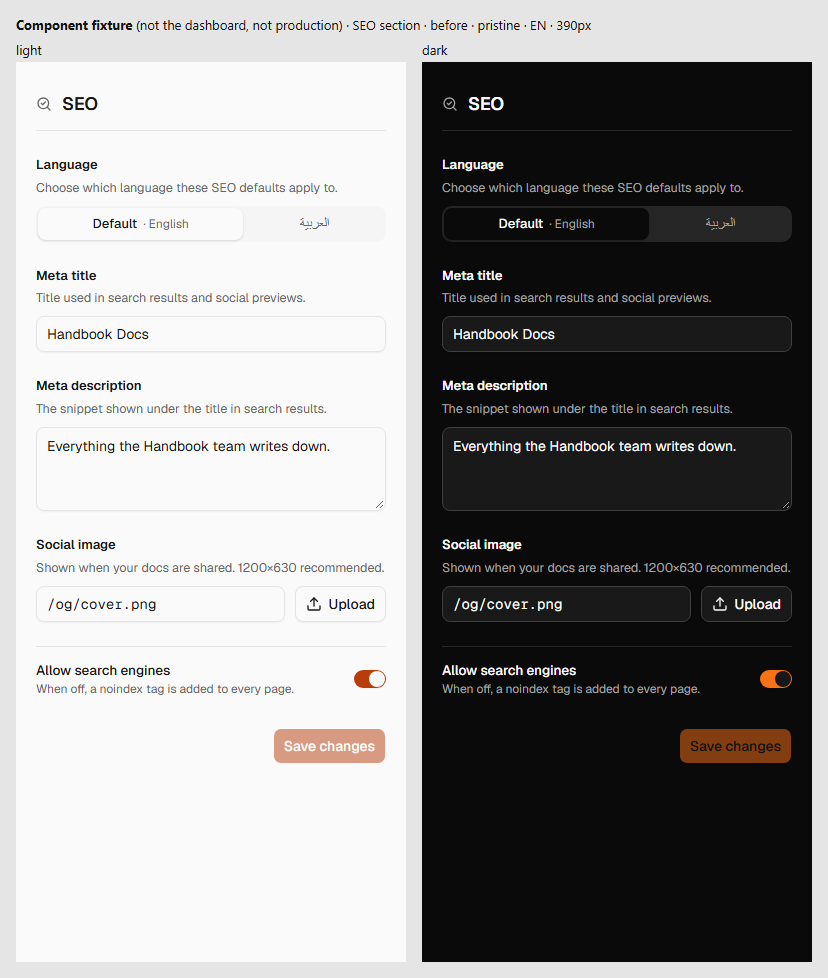 Component fixture (not the dashboard, not production) · SEO section · before · pristine · EN · 390px
light
SEO
Language
Choose which language these SEO defaults apply to.
Default · English
العربية
Meta title
Title used in search results and social previews.
Handbook Docs
Meta description
The snippet shown under the title in search results.
Everything the Handbook team writes down.
Social image
Shown when your docs are shared. 1200×630 recommended.
/og/cover.png
Upload
Allow search engines
When off, a noindex tag is added to every page.
Save changes
dark
SEO
Language
Choose which language these SEO defaults apply to.
Default · English
العربية
Meta title
Title used in search results and social previews.
Handbook Docs
Meta description
The snippet shown under the title in search results.
Everything the Handbook team writes down.
Social image
Shown when your docs are shared. 1200×630 recommended.
/og/cover.png
Upload
Allow search engines
When off, a noindex tag is added to every page.
Save changes